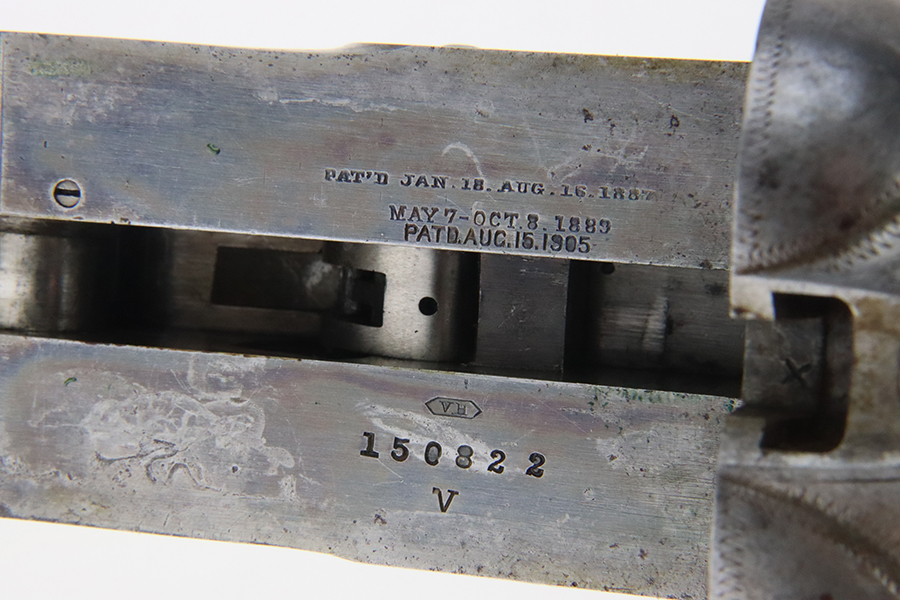 PAT'D JAN.18.AUG.16.1887
MAY 7-OCT.8.1889
PATD.AUG.15.1905
X
VH
150822
V